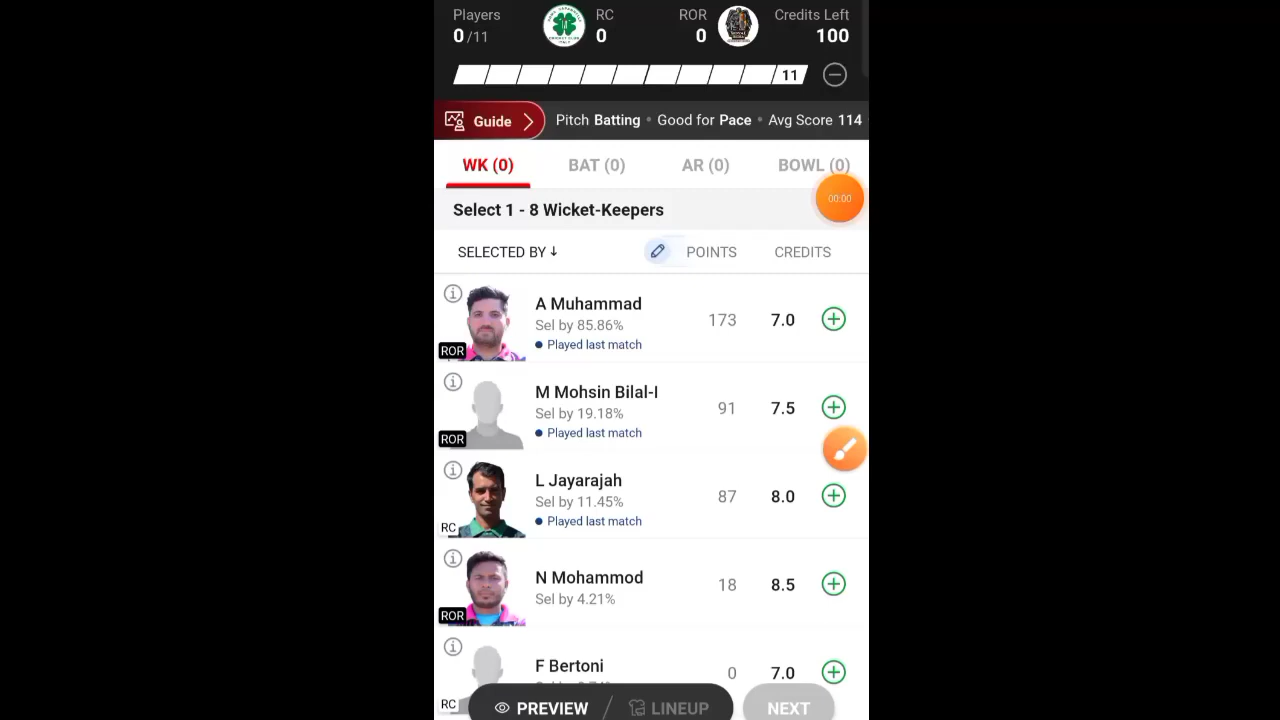 Players RC ROR Credits Left
0 /11 0 0 100
11
Guide Pitch Batting • Good for Pace • Avg Score 114
WK (0) BAT (0) AR (0) BOWL (0)
00:00
Select 1 - 8 Wicket-Keepers
SELECTED BY ↓ POINTS CREDITS
A Muhammad 173 7.0
Sel by 85.86%
ROR Played last match
M Mohsin Bilal-I 91 7.5
Sel by 19.18%
ROR Played last match
L Jayarajah 87 8.0
Sel by 11.45%
RC Played last match
N Mohammod 18 8.5
Sel by 4.21%
ROR
F Bertoni 0 7.0
RC
PREVIEW LINEUP NEXT